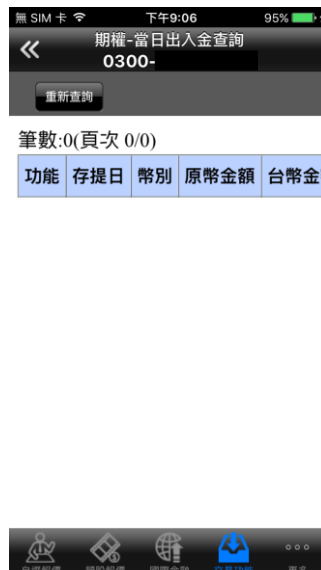 無 SIM 卡 下午9:06 95%
期權-當日出入金查詢
0300-
重新查詢
筆數:0(頁次 0/0)
功能 存提日 幣別 原幣金額 台幣金